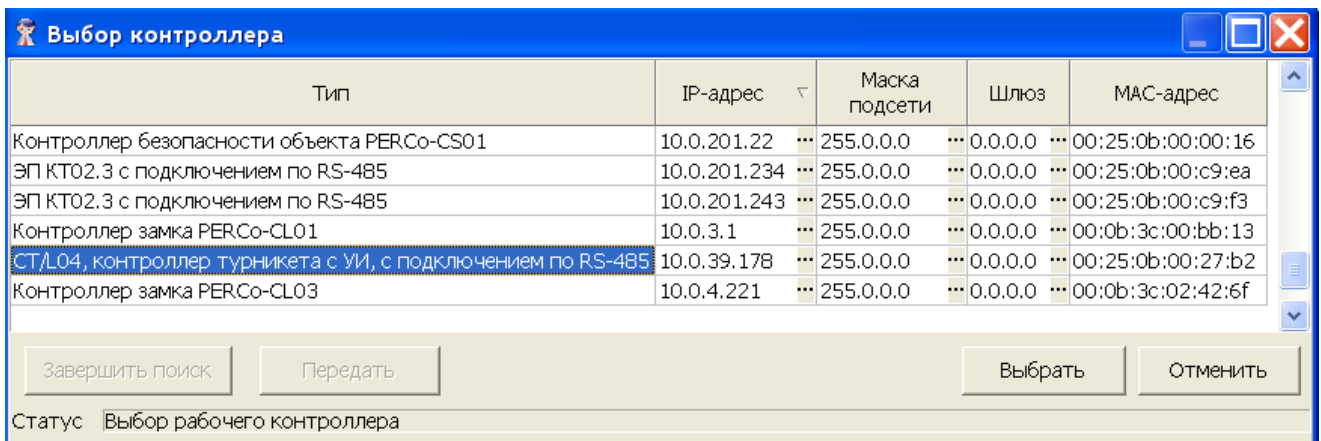 Выбор контроллера
Тип IP-адрес Маска подсети Шлюз MAC-адрес
Контроллер безопасности объекта PERCo-CS01 10.0.201.22 ... 255.0.0.0 ... 0.0.0.0 ... 00:25:0b:00:00:16
ЭП КТ02.3 с подключением по RS-485 10.0.201.234 ... 255.0.0.0 ... 0.0.0.0 ... 00:25:0b:00:c9:ea
ЭП КТ02.3 с подключением по RS-485 10.0.201.243 ... 255.0.0.0 ... 0.0.0.0 ... 00:25:0b:00:c9:f3
Контроллер замка PERCo-CL01 10.0.3.1 ... 255.0.0.0 ... 0.0.0.0 ... 00:0b:3c:00:bb:13
CT/L04, контроллер турникета с УИ, с подключением по RS-485 10.0.39.178 ... 255.0.0.0 ... 0.0.0.0 ... 00:25:0b:00:27:b2
Контроллер замка PERCo-CL03 10.0.4.221 ... 255.0.0.0 ... 0.0.0.0 ... 00:0b:3c:02:42:6f
Завершить поиск Передать Выбрать Отменить
Статус Выбор рабочего контроллера